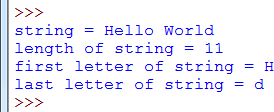 >>>
string = Hello World
length of string = 11
first letter of string = H
last letter of string = d
>>>